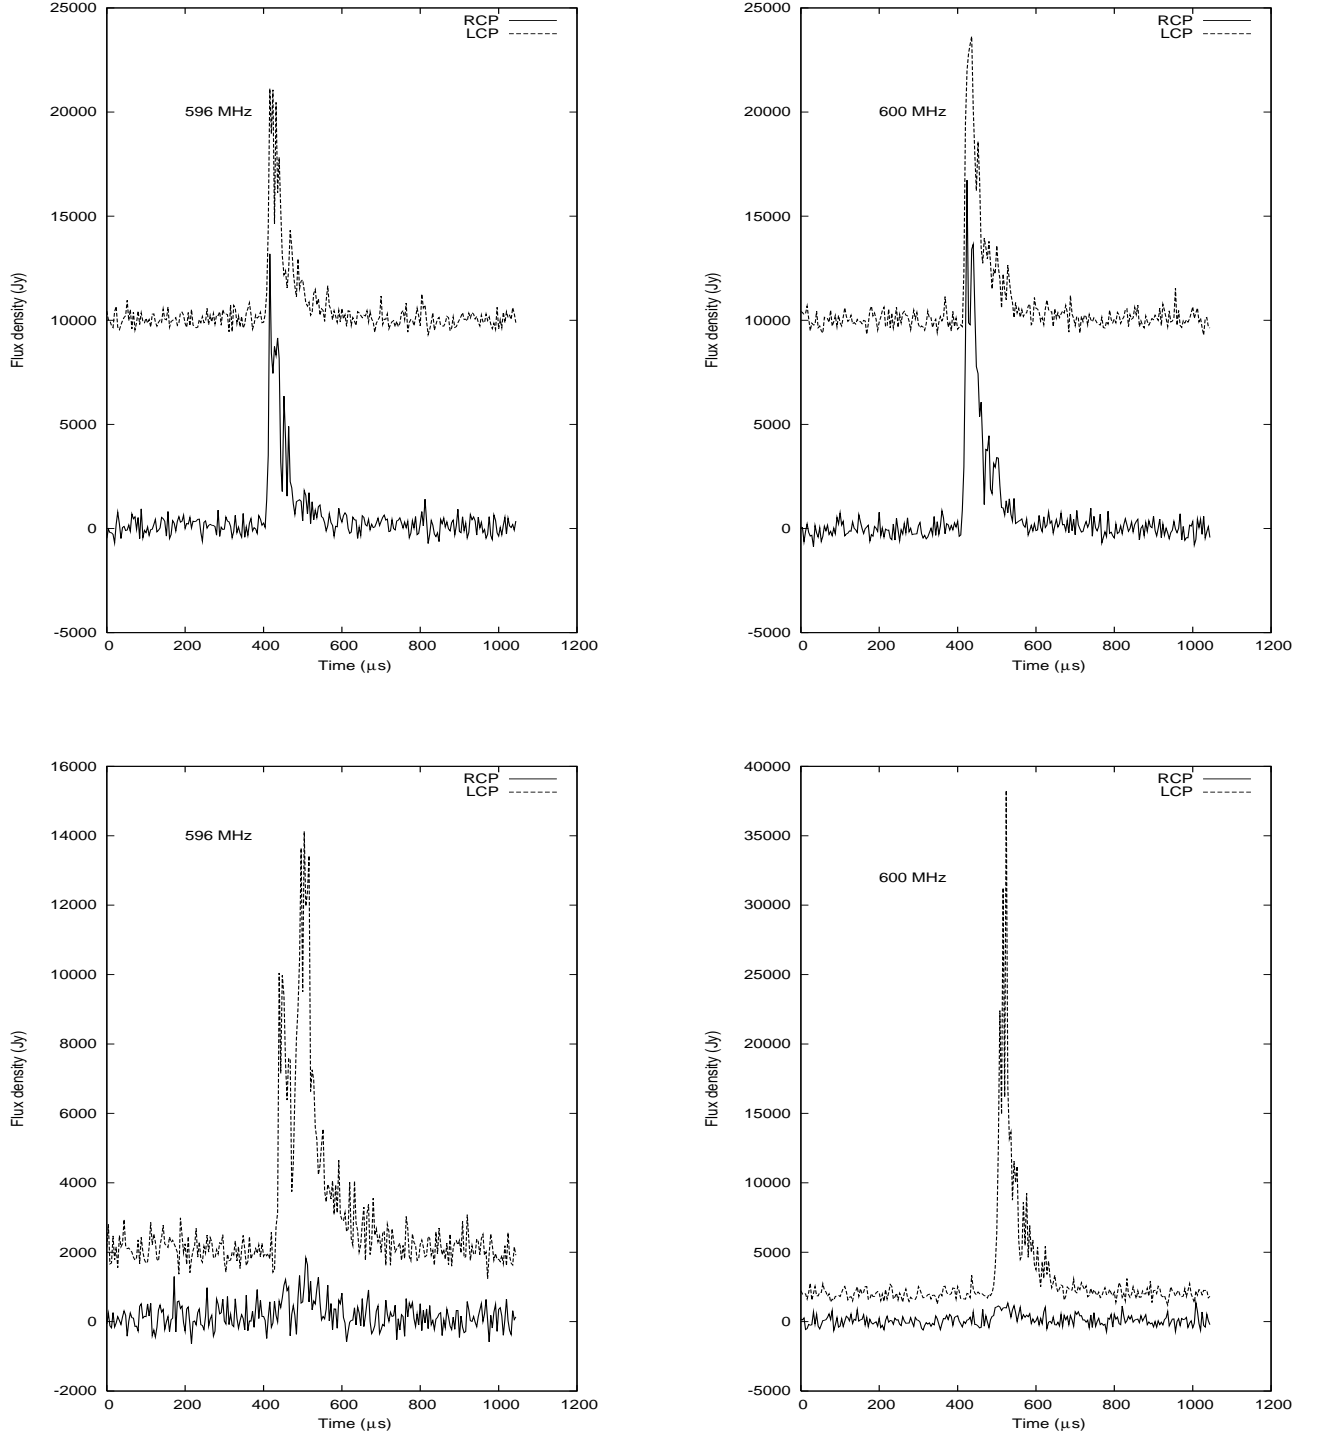 25000
20000
15000
10000
5000
0
-5000
0 200 400 600 800 1000 1200
Flux density (Jy)
Time (μs)
RCP
LCP
596 MHz
25000
20000
15000
10000
5000
0
-5000
0 200 400 600 800 1000 1200
Flux density (Jy)
Time (μs)
RCP
LCP
600 MHz
16000
14000
12000
10000
8000
6000
4000
2000
0
-2000
0 200 400 600 800 1000 1200
Flux density (Jy)
Time (μs)
RCP
LCP
596 MHz
40000
35000
30000
25000
20000
15000
10000
5000
0
-5000
0 200 400 600 800 1000 1200
Flux density (Jy)
Time (μs)
RCP
LCP
600 MHz